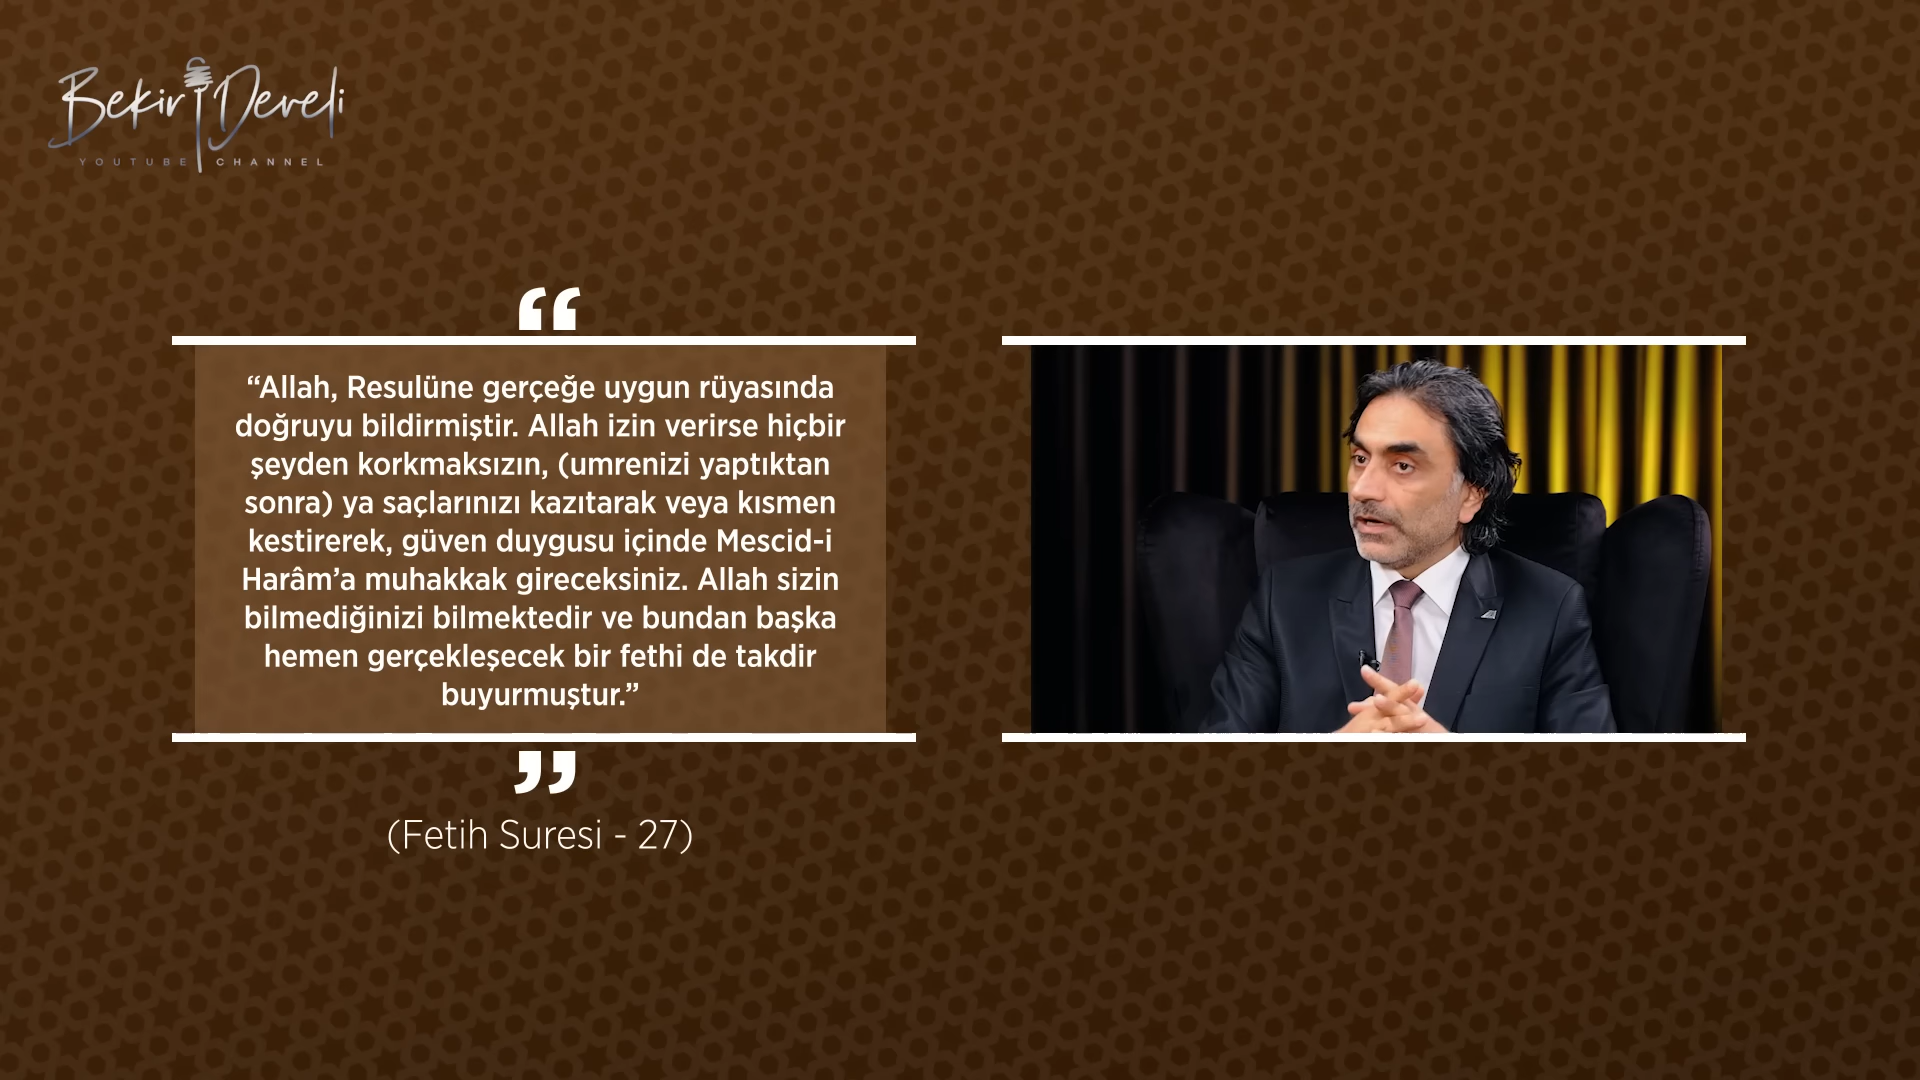 Bekir Develi
YOUTUBE CHANNEL
“
“Allah, Resulüne gerçeğe uygun rüyasında
doğruyu bildirmiştir. Allah izin verirse hiçbir
şeyden korkmaksızın, (umrenizi yaptıktan
sonra) ya saçlarınızı kazıtarak veya kısmen
kestirerek, güven duygusu içinde Mescid-i
Harâm’a muhakkak gireceksiniz. Allah sizin
bilmediğinizi bilmektedir ve bundan başka
hemen gerçekleşecek bir fethi de takdir
buyurmuştur.”
”
(Fetih Suresi - 27)